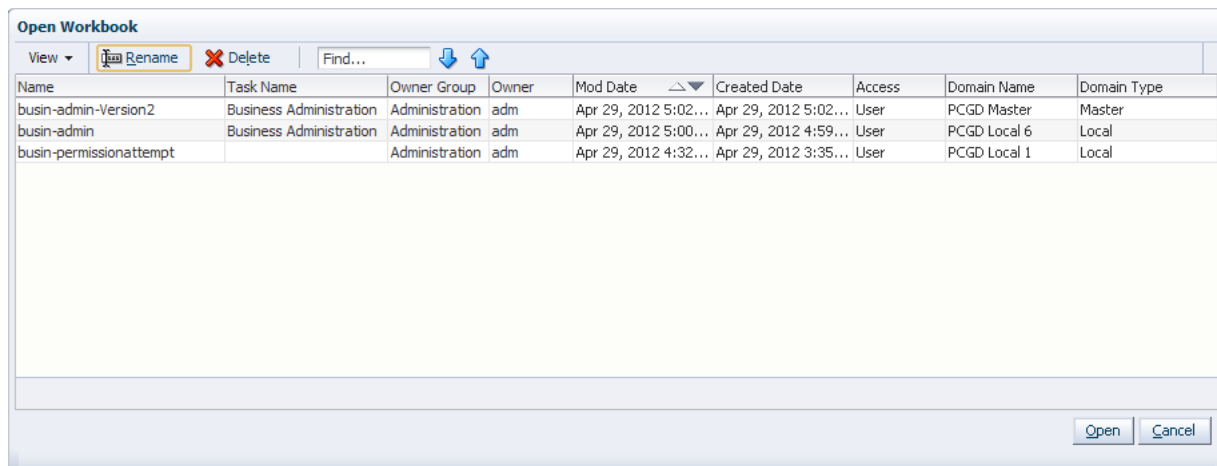 Open Workbook
View Rename Delete Find...
Name Task Name Owner Group Owner Mod Date Created Date Access Domain Name Domain Type
busin-admin-Version2 Business Administration Administration adm Apr 29, 2012 5:02... Apr 29, 2012 5:02... User PCGD Master Master
busin-admin Business Administration Administration adm Apr 29, 2012 5:00... Apr 29, 2012 4:59... User PCGD Local 6 Local
busin-permissionattempt Administration adm Apr 29, 2012 4:32... Apr 29, 2012 3:35... User PCGD Local 1 Local
Open Cancel